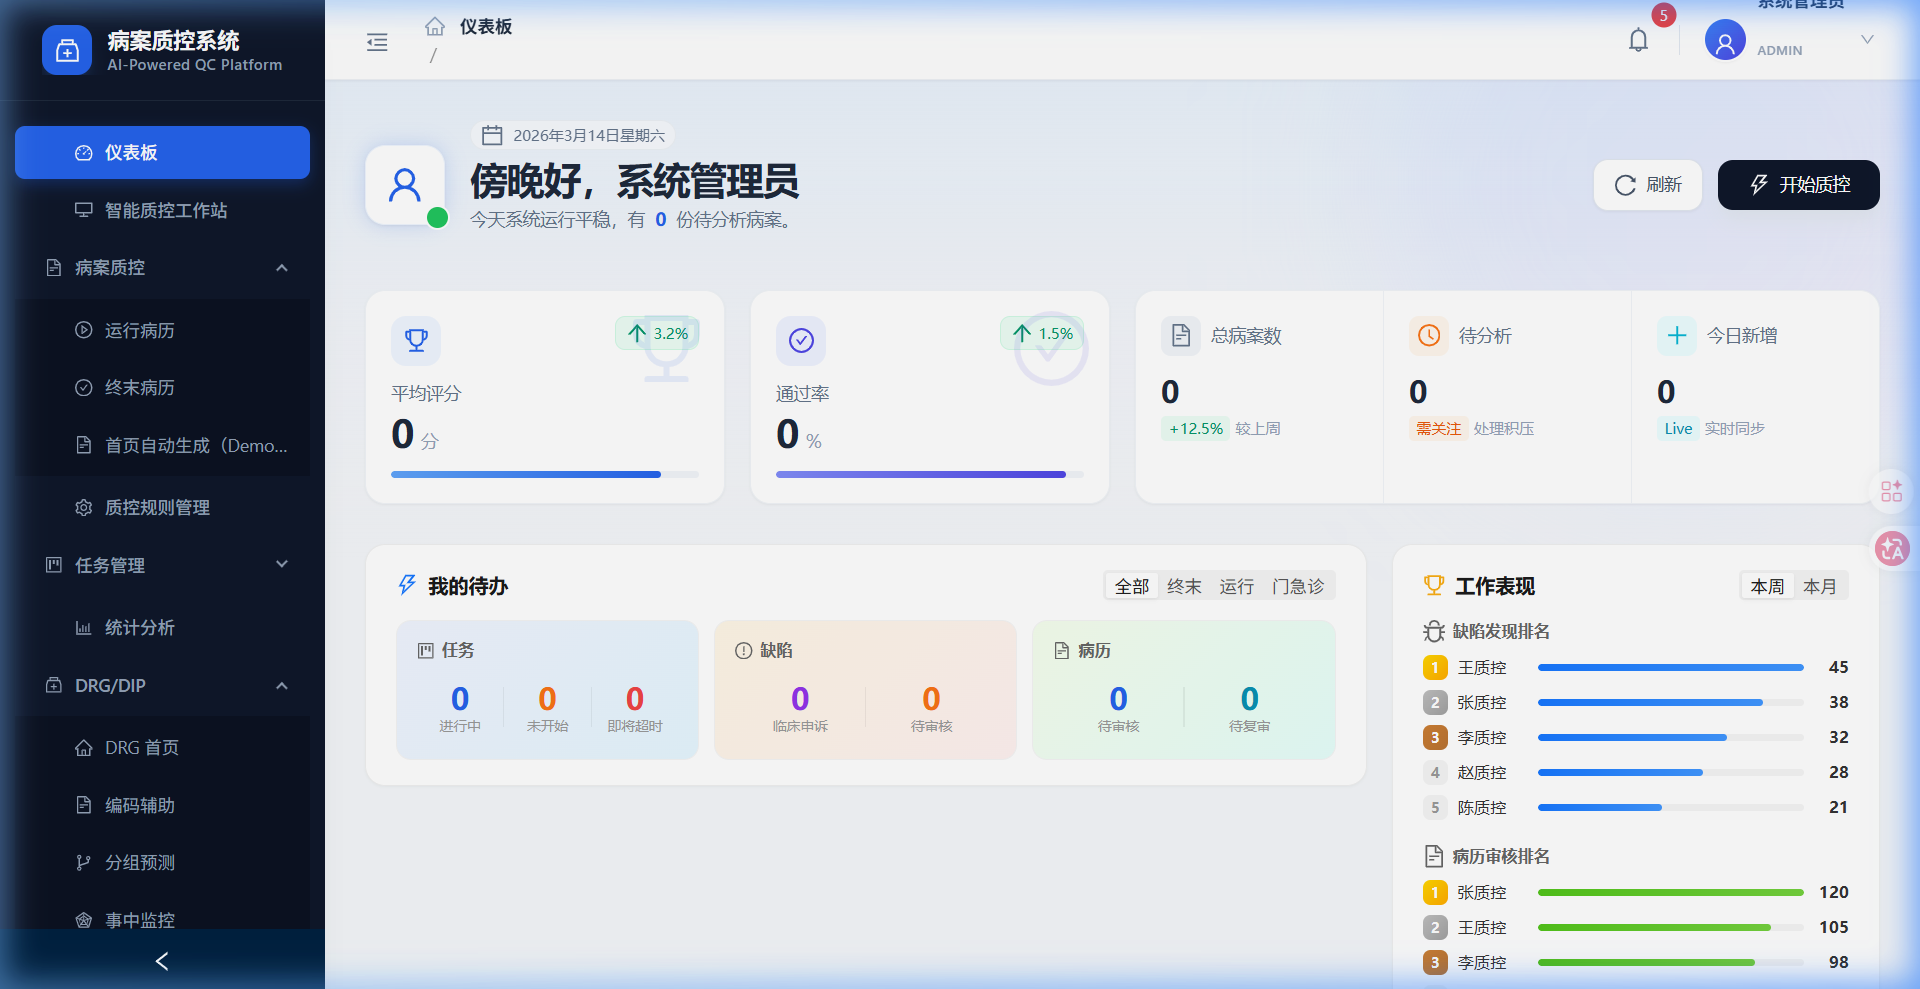 病案质控系统
AI-Powered QC Platform
仪表板
智能质控工作站
病案质控
运行病历
终末病历
首页自动生成（Demo...
质控规则管理
任务管理
统计分析
DRG/DIP
DRG 首页
编码辅助
分组预测
事中监控
仪表板
/
5
系统管理员
ADMIN
2026年3月14日星期六
傍晚好，系统管理员
今天系统运行平稳，有 0 份待分析病案。
刷新
开始质控
3.2%
平均评分
0 分
1.5%
通过率
0 %
总病案数
0
+12.5% 较上周
待分析
0
需关注 处理积压
今日新增
0
Live 实时同步
我的待办
全部 终末 运行 门急诊
任务
0 0 0
进行中 未开始 即将超时
缺陷
0 0
临床申诉 待审核
病历
0 0
待审核 待复审
工作表现
本周 本月
缺陷发现排名
1 王质控 45
2 张质控 38
3 李质控 32
4 赵质控 28
5 陈质控 21
病历审核排名
1 张质控 120
2 王质控 105
3 李质控 98